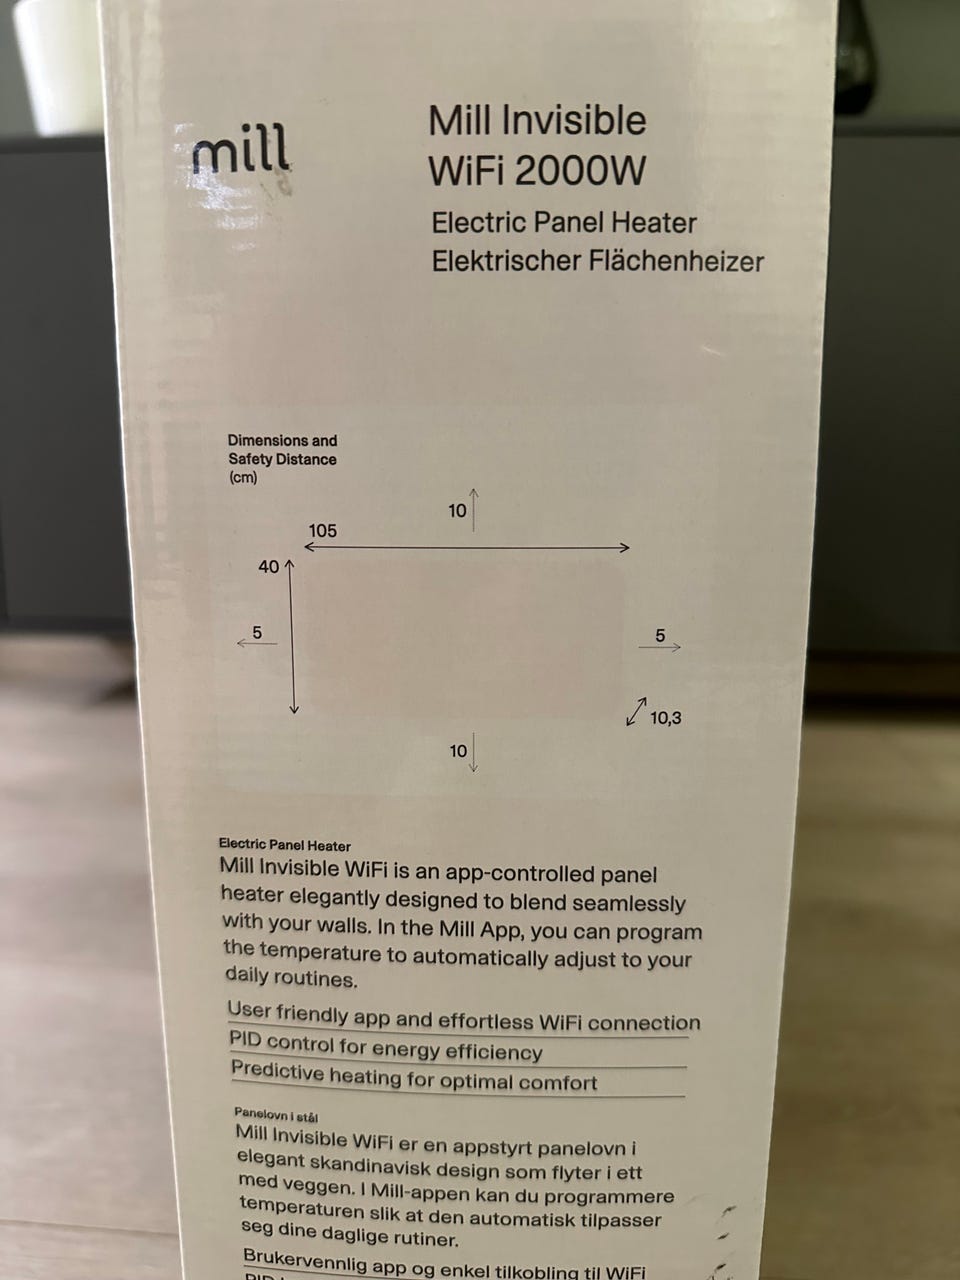 mill
Mill Invisible
WiFi 2000W
Electric Panel Heater
Elektrischer Flächenheizer
Dimensions and
Safety Distance
(cm)
10
105
40
5
5
10,3
10
Electric Panel Heater
Mill Invisible WiFi is an app-controlled panel
heater elegantly designed to blend seamlessly
with your walls. In the Mill App, you can program
the temperature to automatically adjust to your
daily routines.
User friendly app and effortless WiFi connection
PID control for energy efficiency
Predictive heating for optimal comfort
Panelovn i stål
Mill Invisible WiFi er en appstyrt panelovn i
elegant skandinavisk design som flyter i ett
med veggen. I Mill-appen kan du programmere
temperaturen slik at den automatisk tilpasser
seg dine daglige rutiner.
Brukervennlig app og enkel tilkobling til WiFi